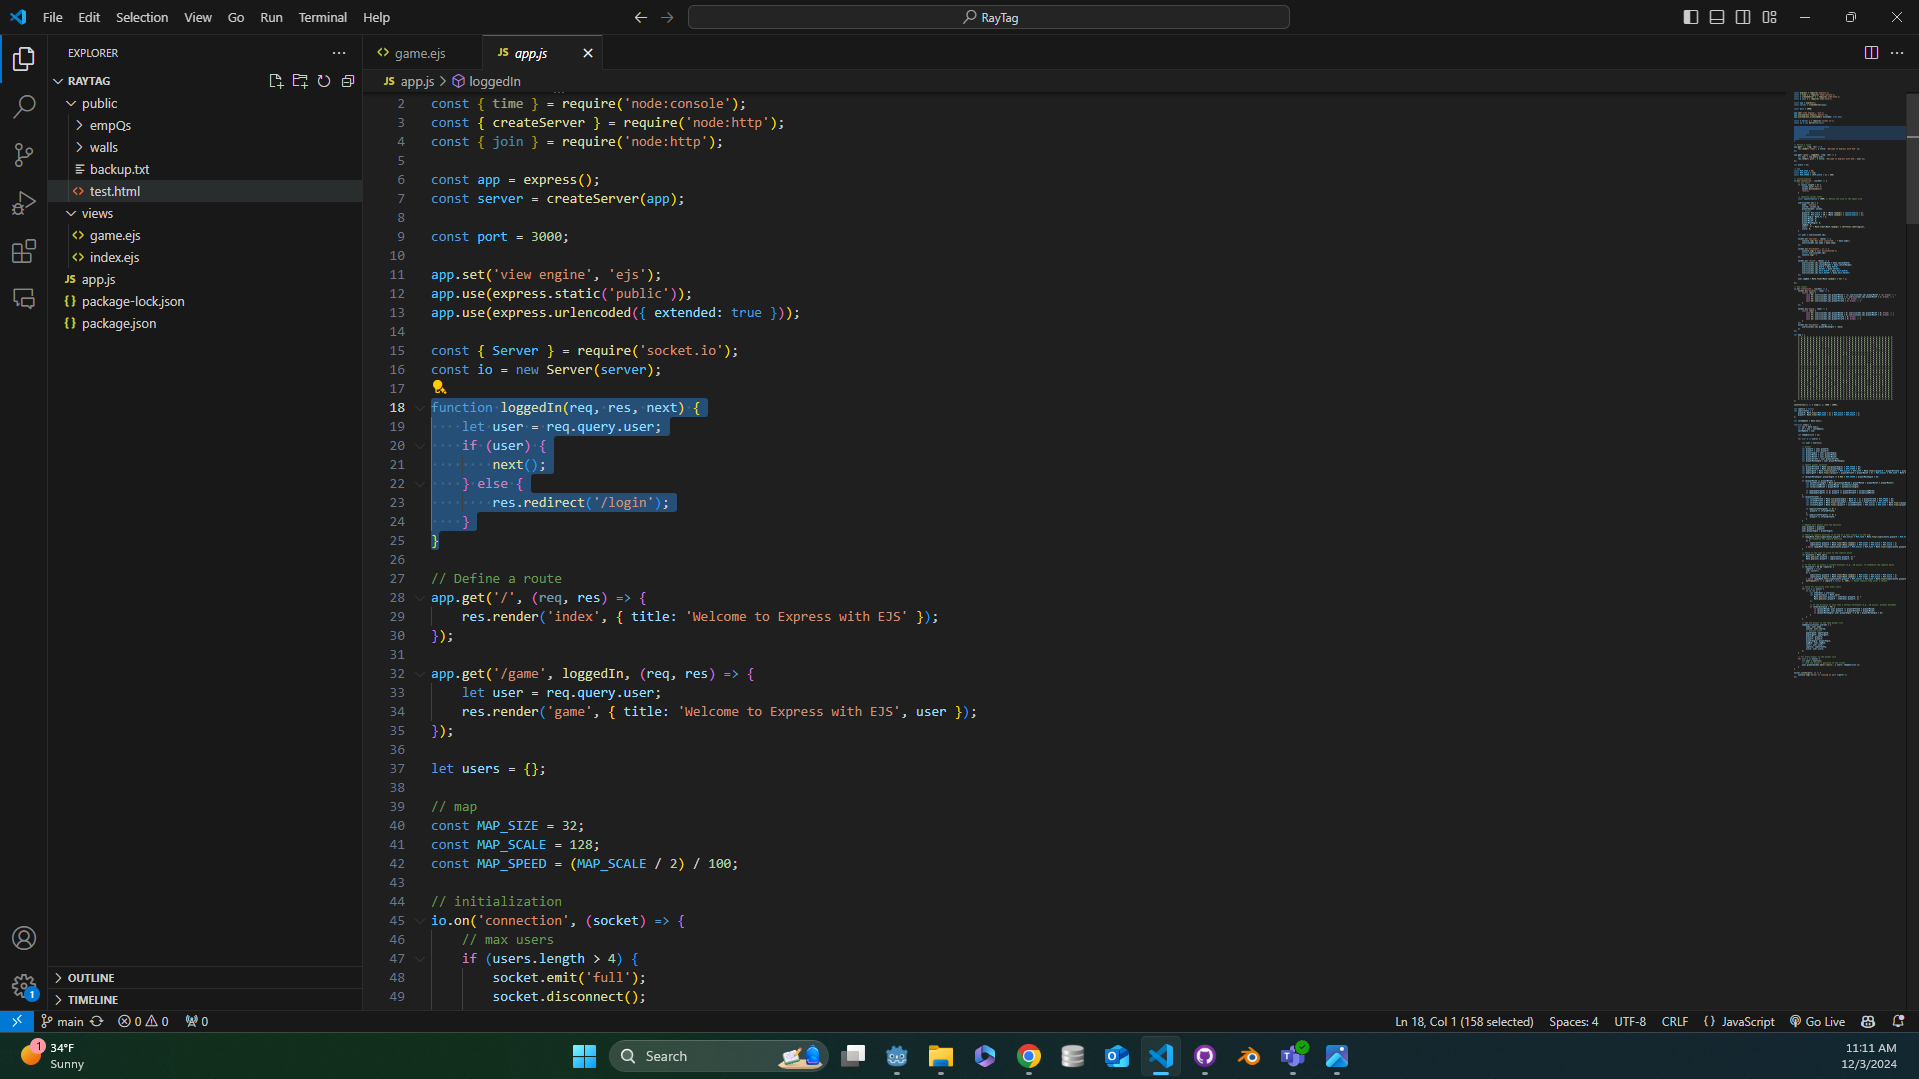 File Edit Selection View Go Run Terminal Help
RayTag
EXPLORER
RAYTAG
public
empQs
walls
backup.txt
test.html
views
game.ejs
index.ejs
app.js
package-lock.json
package.json
OUTLINE
TIMELINE
game.ejs
JS app.js
JS app.js > loggedIn
2 const { time } = require('node:console');
3 const { createServer } = require('node:http');
4 const { join } = require('node:http');
5
6 const app = express();
7 const server = createServer(app);
8
9 const port = 3000;
10
11 app.set('view engine', 'ejs');
12 app.use(express.static('public'));
13 app.use(express.urlencoded({ extended: true }));
14
15 const { Server } = require('socket.io');
16 const io = new Server(server);
17
18 function loggedIn(req, res, next) {
19 let user = req.query.user;
20 if (user) {
21 next();
22 } else {
23 res.redirect('/login');
24 }
25 }
26
27 // Define a route
28 app.get('/', (req, res) => {
29 res.render('index', { title: 'Welcome to Express with EJS' });
30 });
31
32 app.get('/game', loggedIn, (req, res) => {
33 let user = req.query.user;
34 res.render('game', { title: 'Welcome to Express with EJS', user });
35 });
36
37 let users = {};
38
39 // map
40 const MAP_SIZE = 32;
41 const MAP_SCALE = 128;
42 const MAP_SPEED = (MAP_SCALE / 2) / 100;
43
44 // initialization
45 io.on('connection', (socket) => {
46 // max users
47 if (users.length > 4) {
48 socket.emit('full');
49 socket.disconnect();
1
main 0 0 0
Ln 18, Col 1 (158 selected) Spaces: 4 UTF-8 CRLF {} JavaScript Go Live
1
34°F
Sunny
Search
11:11 AM
12/3/2024